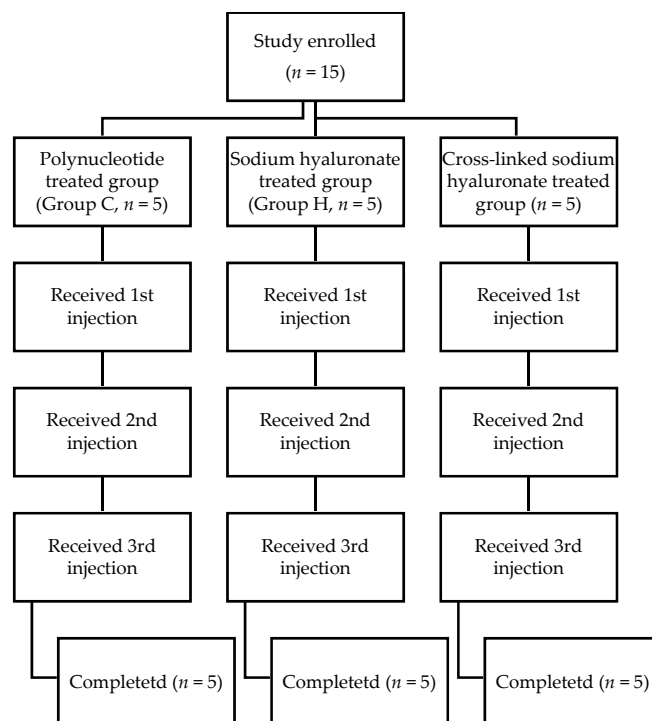 Study enrolled
(n = 15)
Polynucleotide
treated group
(Group C, n = 5)
Sodium hyaluronate
treated group
(Group H, n = 5)
Cross-linked sodium
hyaluronate treated
group (n = 5)
Received 1st
injection
Received 1st
injection
Received 1st
injection
Received 2nd
injection
Received 2nd
injection
Received 2nd
injection
Received 3rd
injection
Received 3rd
injection
Received 3rd
injection
Completetd (n = 5)
Completetd (n = 5)
Completetd (n = 5)